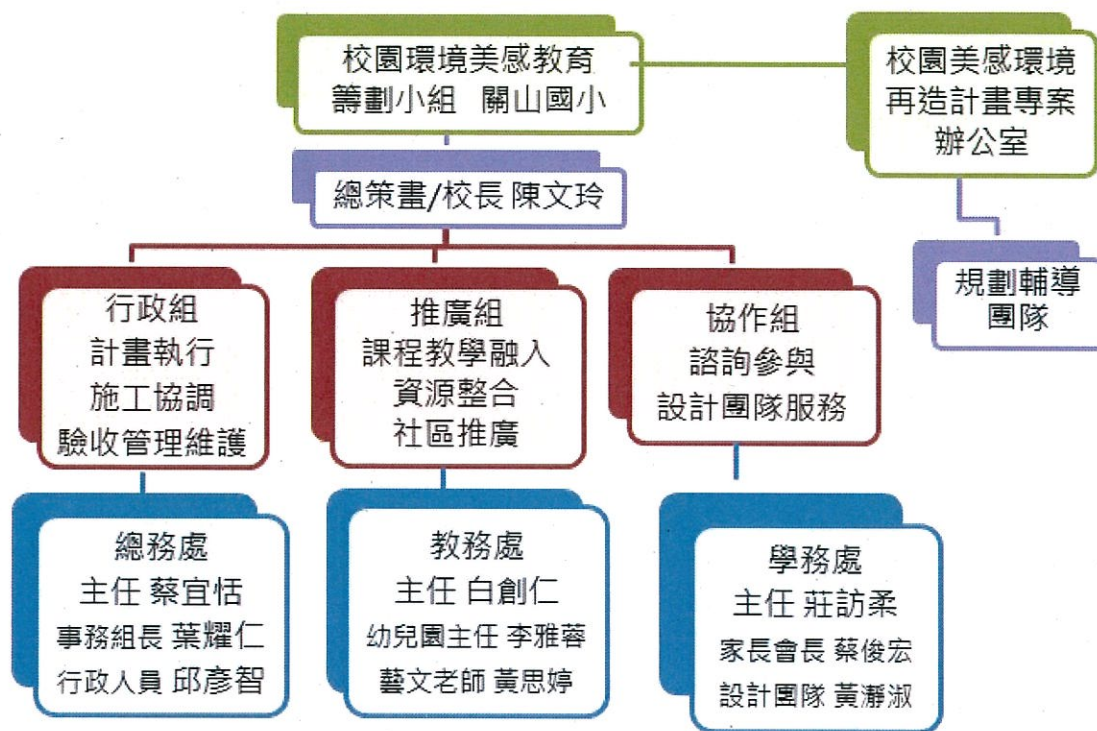 校園環境美感教育
籌劃小組 關山國小
校園美感環境
再造計畫專案
辦公室
總策畫/校長 陳文玲
規劃輔導
團隊
行政組
計畫執行
施工協調
驗收管理維護
推廣組
課程教學融入
資源整合
社區推廣
協作組
諮詢參與
設計團隊服務
總務處
主任 蔡宜恬
事務組長 葉耀仁
行政人員 邱彥智
教務處
主任 白創仁
幼兒園主任 李雅蓉
藝文老師 黃思婷
學務處
主任 莊訪柔
家長會長 蔡俊宏
設計團隊 黃瀞淑